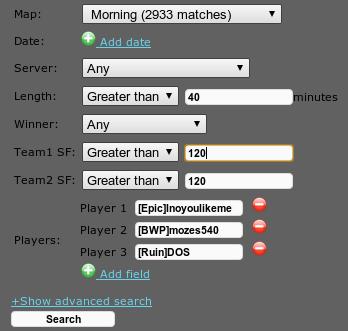 Map: Morning (2933 matches)
Date: Add date
Server: Any
Length: Greater than 40 minutes
Winner: Any
Team1 SF: Greater than 120
Team2 SF: Greater than 120
Players:
Player 1 [Epic]Inoyoulikeme
Player 2 [BWP]mozes540
Player 3 [Ruin]DOS
Add field
+Show advanced search
Search